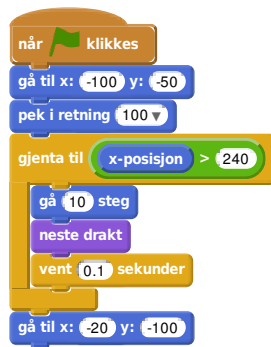 når klikkes
gå til x: -100 y: -50
pek i retning 100▼
gjenta til x-posisjon > 240
gå 10 steg
neste drakt
vent 0.1 sekunder
gå til x: -20 y: -100